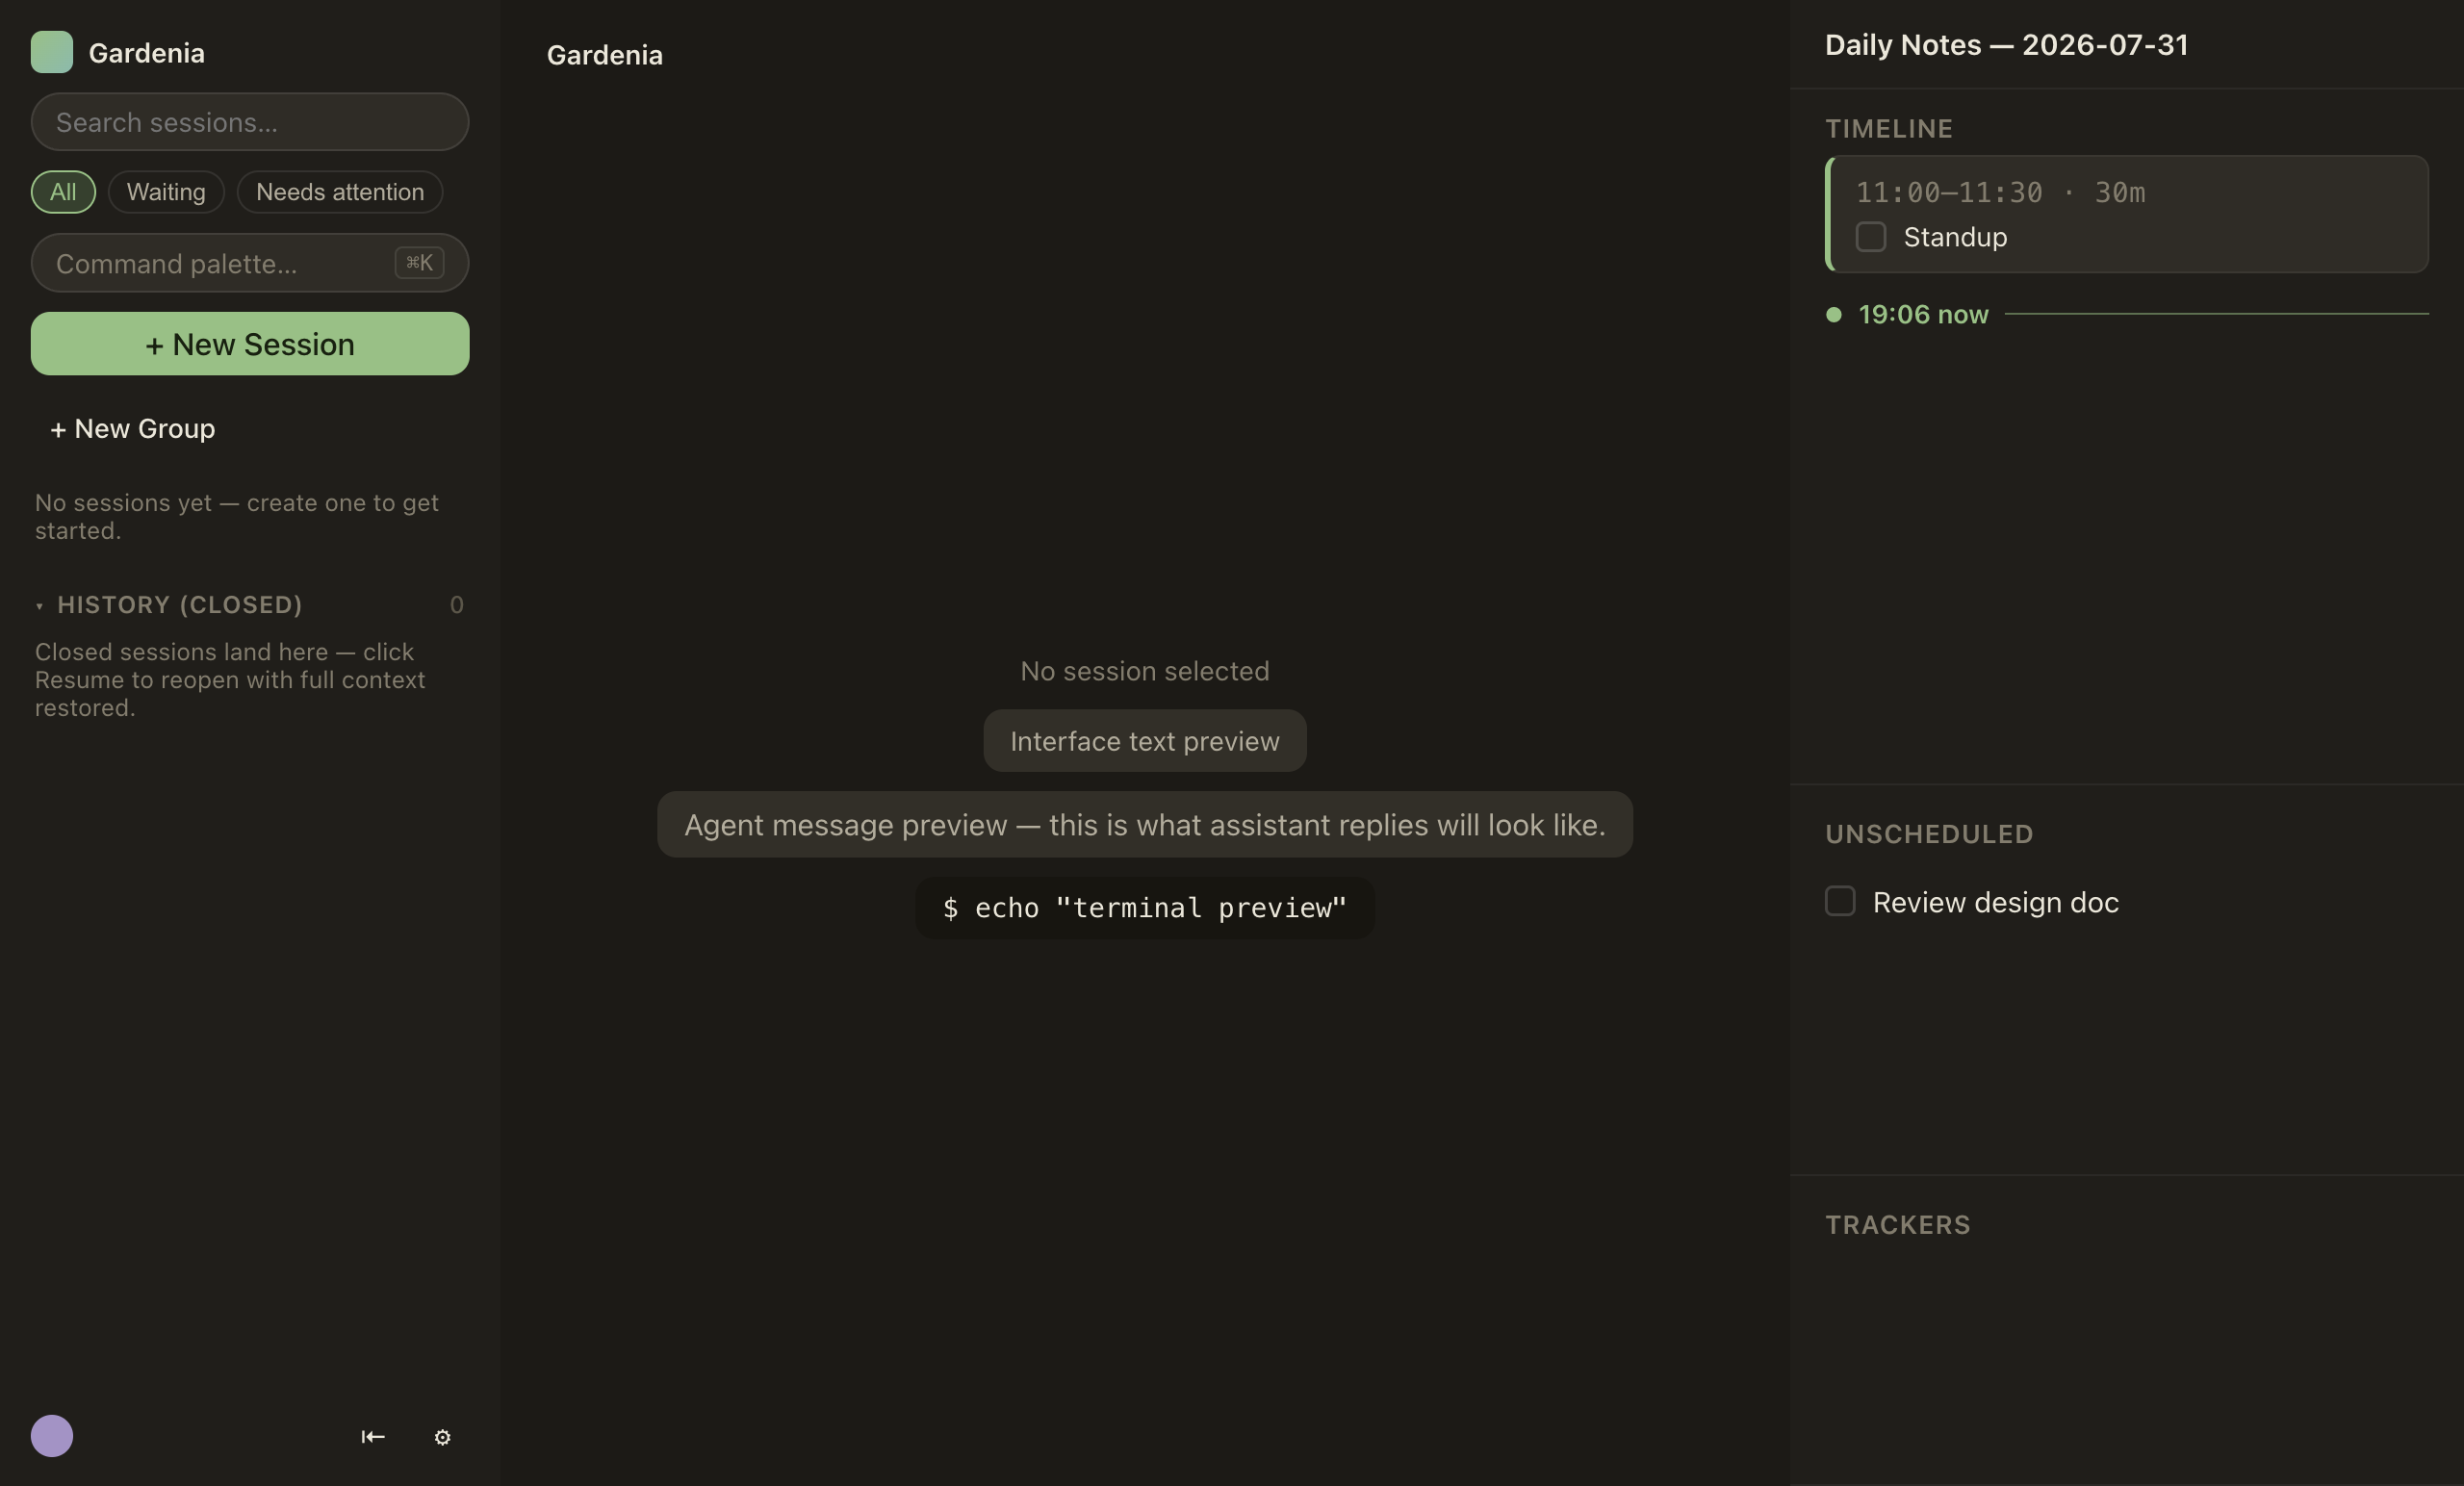 Gardenia
Search sessions...
All
Waiting
Needs attention
Command palette...
⌘K
+ New Session
+ New Group
No sessions yet — create one to get
started.
▾ HISTORY (CLOSED)
0
Closed sessions land here — click
Resume to reopen with full context
restored.
Gardenia
No session selected
Interface text preview
Agent message preview — this is what assistant replies will look like.
$ echo "terminal preview"
Daily Notes — 2026-07-31
TIMELINE
11:00–11:30 · 30m
Standup
19:06 now
UNSCHEDULED
Review design doc
TRACKERS